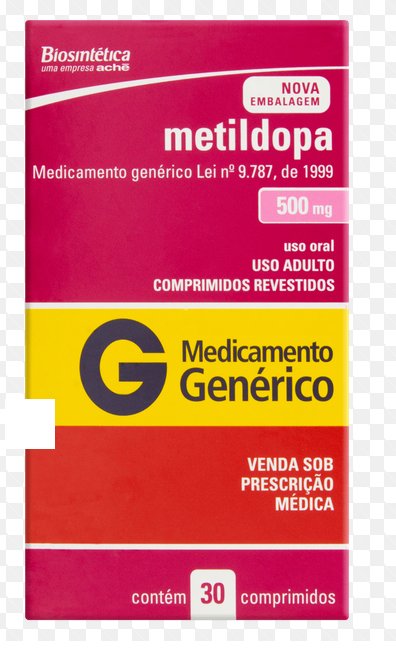 Biosintética
uma empresa achē
NOVA
EMBALAGEM
metildopa
Medicamento genérico Lei nº 9.787, de 1999
500 mg
uso oral
USO ADULTO
COMPRIMIDOS REVESTIDOS
G Medicamento
Genérico
VENDA SOB
PRESCRIÇÃO
MÉDICA
contém 30 comprimidos